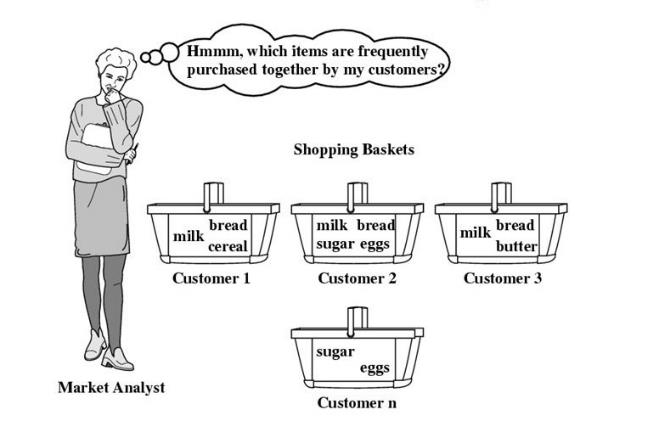 Hmmm, which items are frequently
purchased together by my customers?
Shopping Baskets
milk bread
cereal
Customer 1
milk bread
sugar eggs
Customer 2
milk bread
butter
Customer 3
sugar
eggs
Customer n
Market Analyst